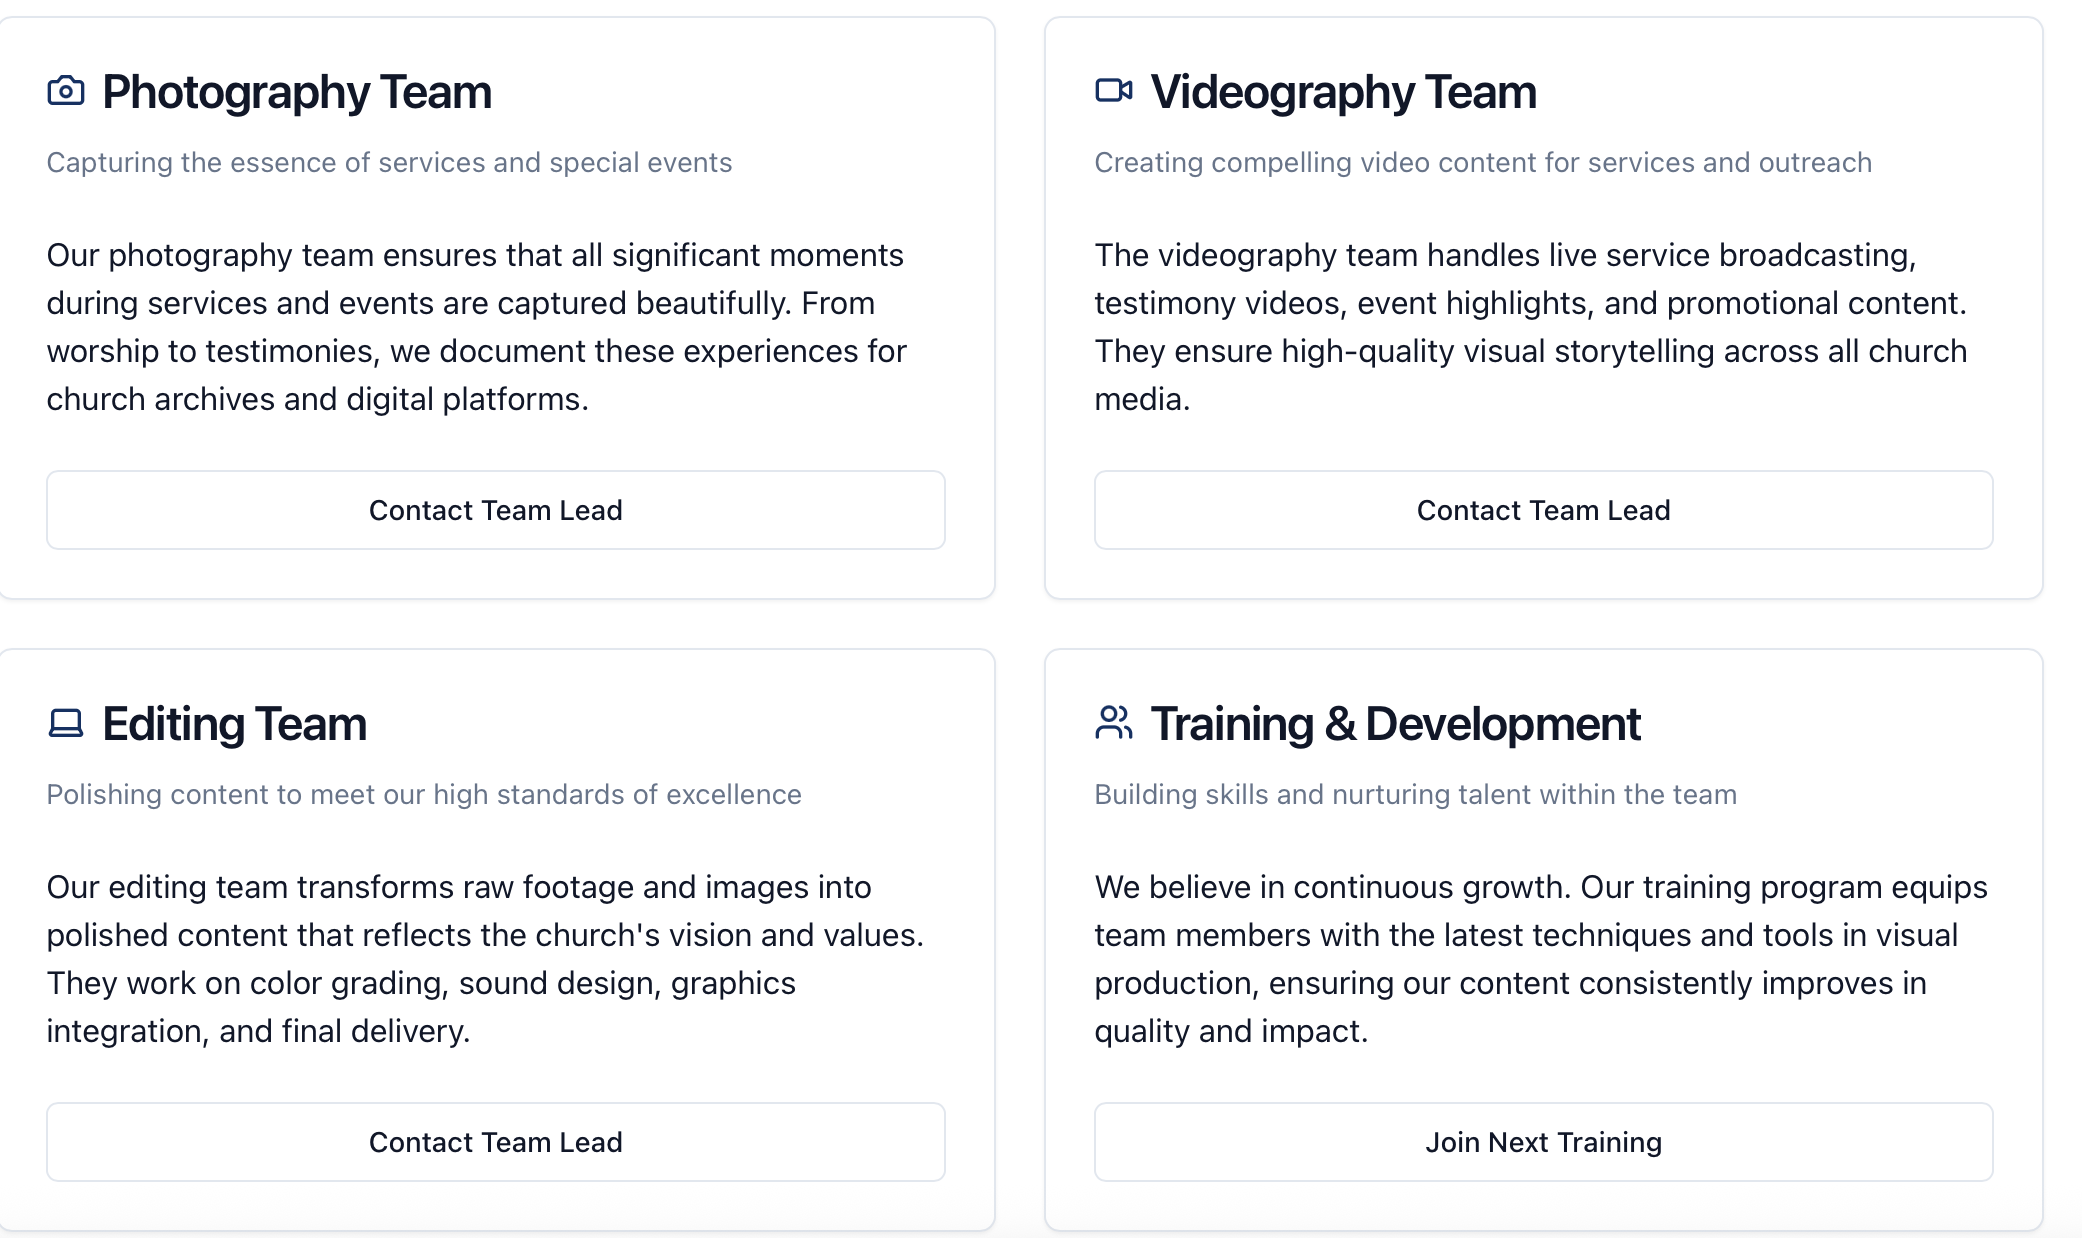 Photography Team
Capturing the essence of services and special events
Our photography team ensures that all significant moments
during services and events are captured beautifully. From
worship to testimonies, we document these experiences for
church archives and digital platforms.
Contact Team Lead
Videography Team
Creating compelling video content for services and outreach
The videography team handles live service broadcasting,
testimony videos, event highlights, and promotional content.
They ensure high-quality visual storytelling across all church
media.
Contact Team Lead
Editing Team
Polishing content to meet our high standards of excellence
Our editing team transforms raw footage and images into
polished content that reflects the church's vision and values.
They work on color grading, sound design, graphics
integration, and final delivery.
Contact Team Lead
Training & Development
Building skills and nurturing talent within the team
We believe in continuous growth. Our training program equips
team members with the latest techniques and tools in visual
production, ensuring our content consistently improves in
quality and impact.
Join Next Training